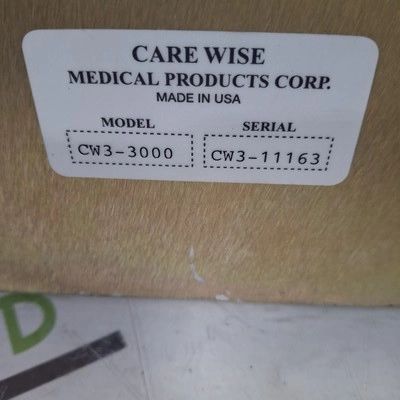 CARE WISE
MEDICAL PRODUCTS CORP.
MADE IN USA
MODEL SERIAL
CW3-3000 CW3-11163
D